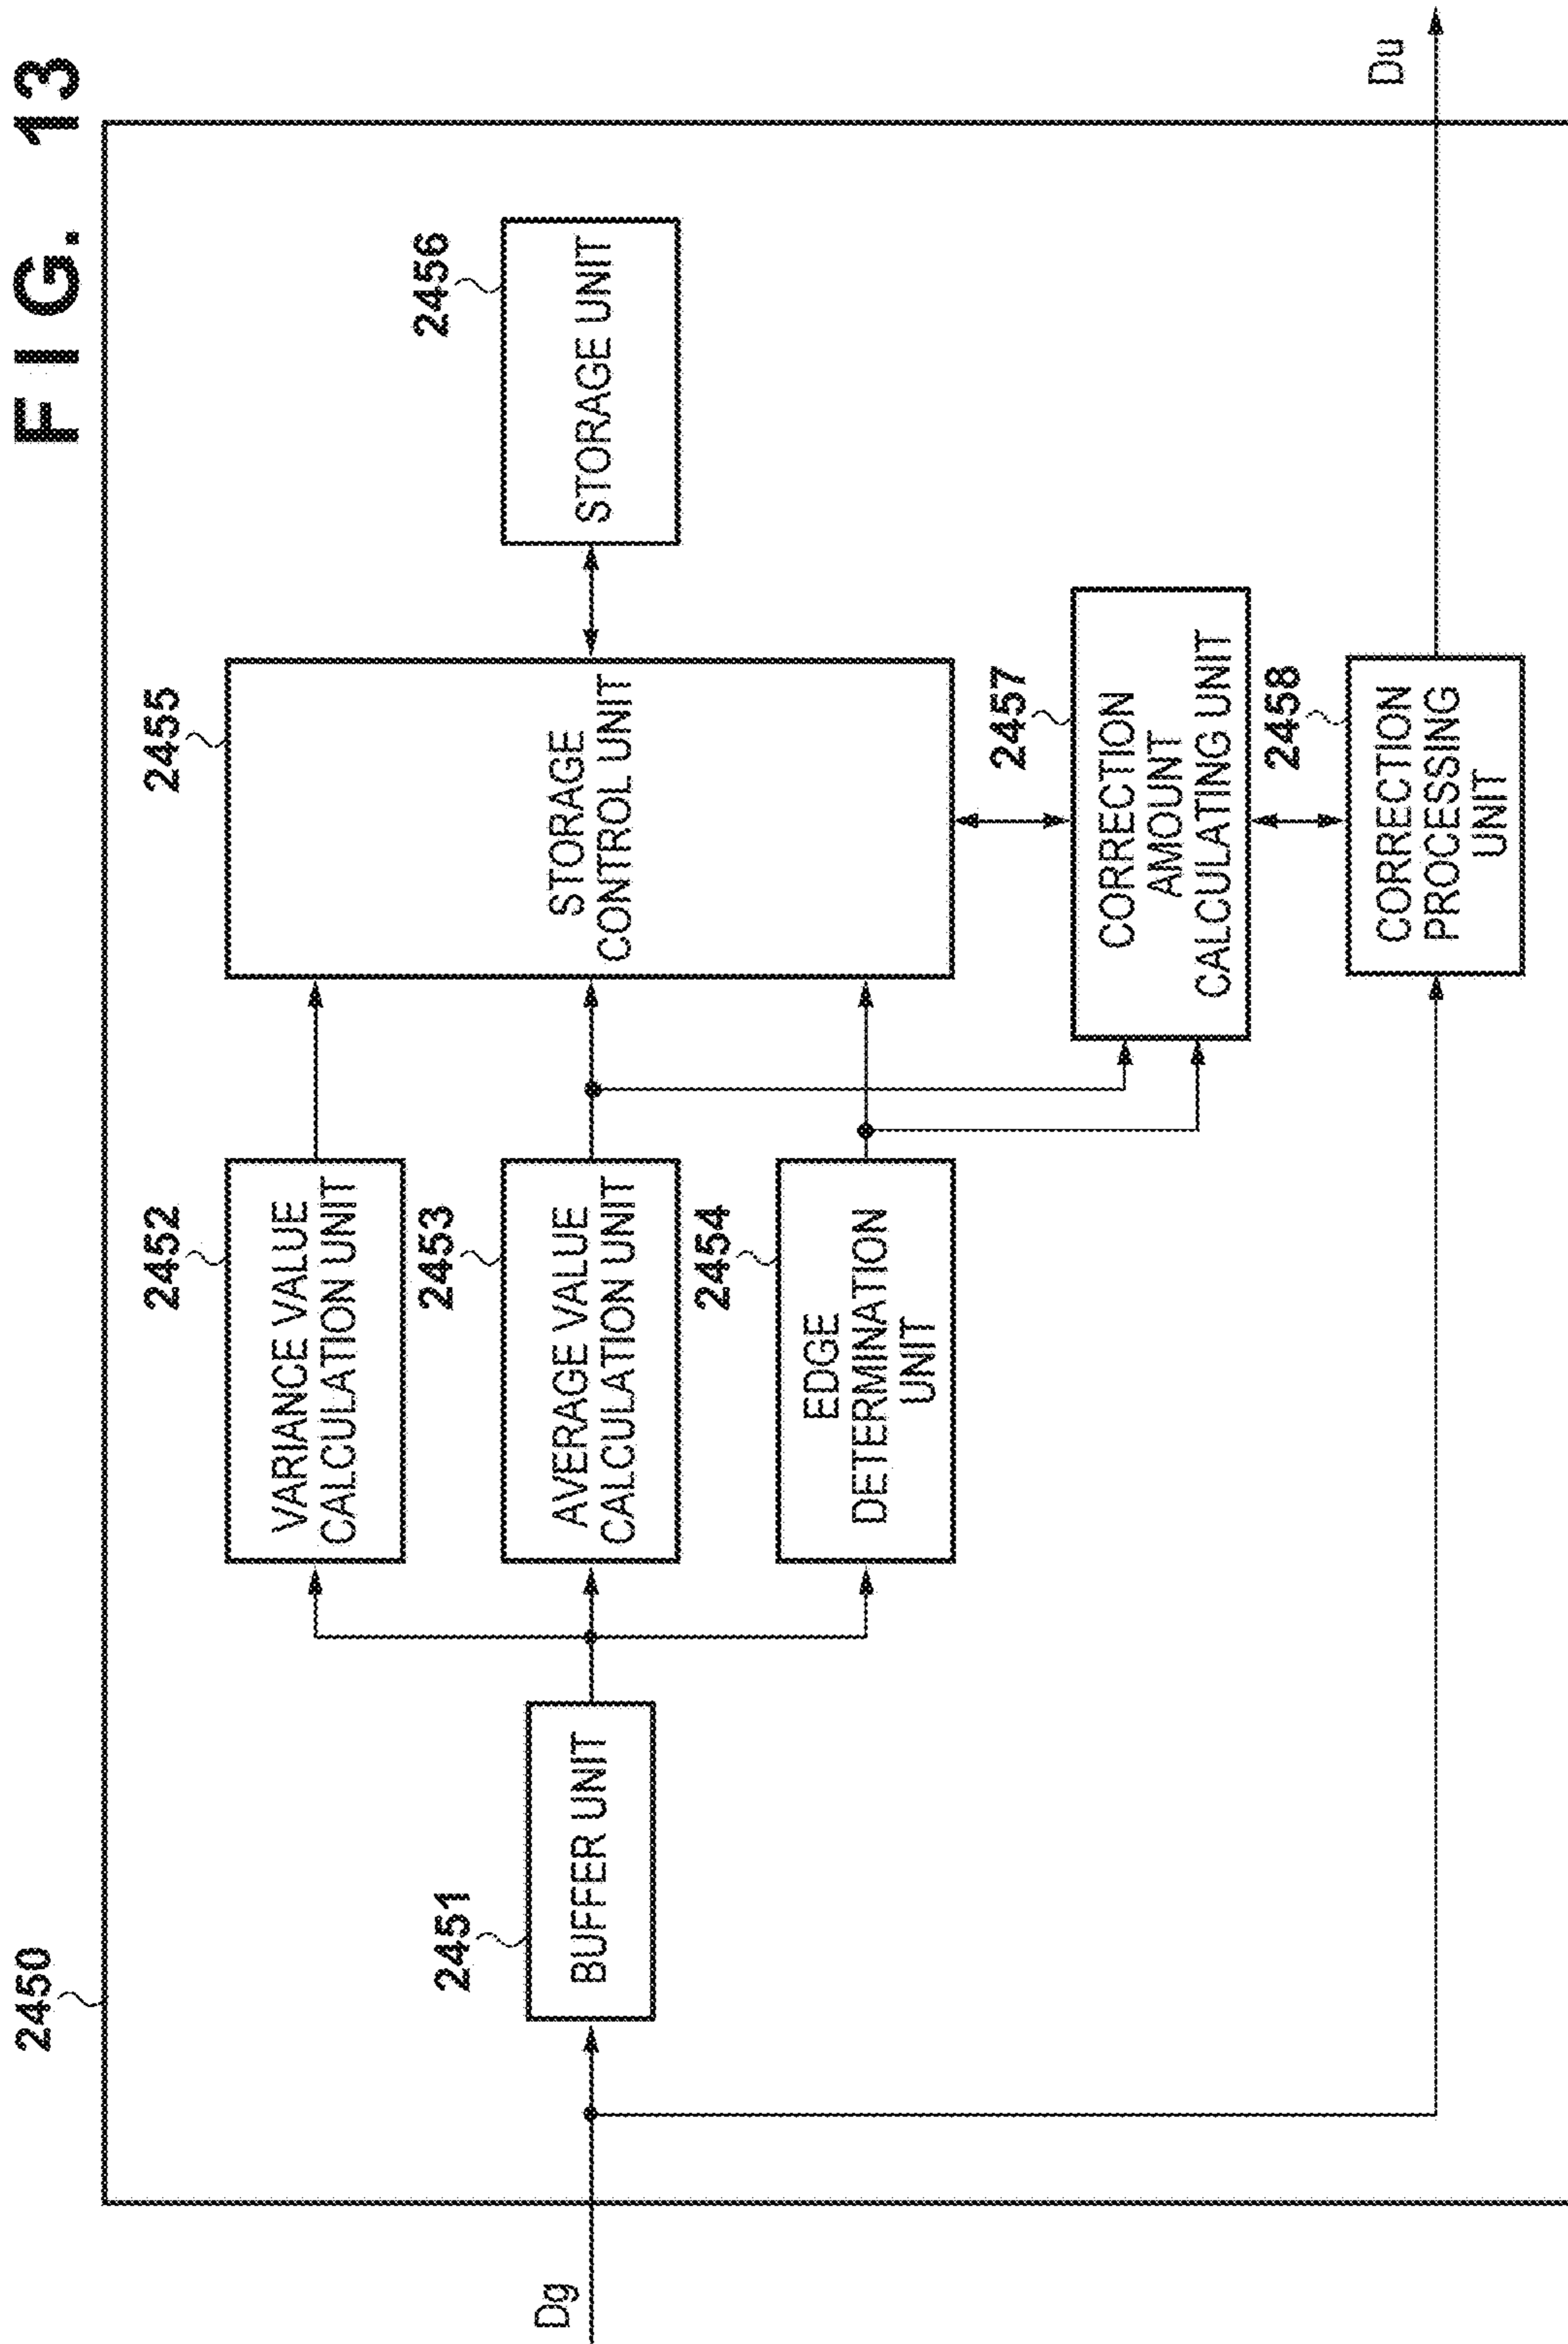 FIG. 13
2450
Dg
2451
BUFFER UNIT
2452
VARIANCE VALUE
CALCULATION UNIT
2453
AVERAGE VALUE
CALCULATION UNIT
2454
EDGE
DETERMINATION
UNIT
2455
STORAGE
CONTROL UNIT
2456
STORAGE UNIT
2457
CORRECTION
AMOUNT
CALCULATING UNIT
2458
CORRECTION
PROCESSING
UNIT
Du